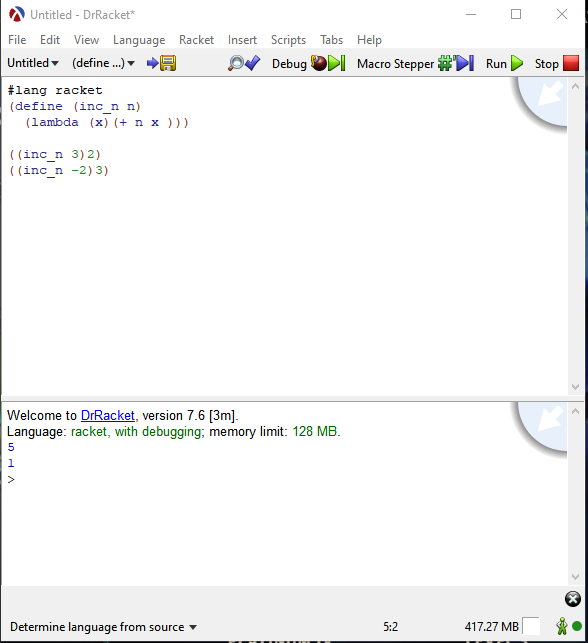 Untitled - DrRacket*
File Edit View Language Racket Insert Scripts Tabs Help
Untitled (define ...) Debug Macro Stepper Run Stop
#lang racket
(define (inc_n n)
  (lambda (x)(+ n x )))
((inc_n 3)2)
((inc_n -2)3)
Welcome to DrRacket, version 7.6 [3m].
Language: racket, with debugging; memory limit: 128 MB.
5
1
>
Determine language from source 5:2 417.27 MB